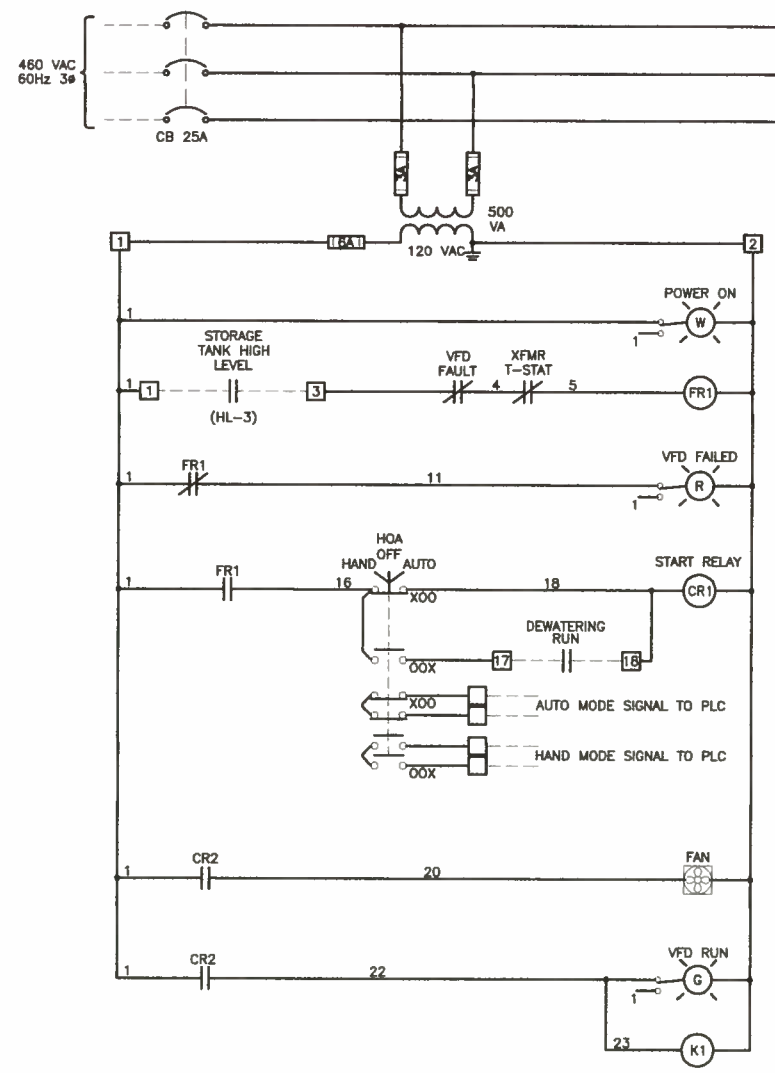 460 VAC
60Hz 3ø
CB 25A
3A
3A
500
VA
1
6A
120 VAC
2
POWER ON
1
W
1
STORAGE
TANK HIGH
LEVEL
VFD
FAULT
XFMR
T-STAT
1
1
3
4
5
FR1
(HL-3)
FR1
VFD FAILED
1
11
R
1
HOA
OFF
HAND
AUTO
START RELAY
FR1
1
16
18
XOO
CR1
DEWATERING
RUN
17
18
OOX
XOO
AUTO MODE SIGNAL TO PLC
HAND MODE SIGNAL TO PLC
OOX
CR2
FAN
1
20
CR2
VFD RUN
1
22
G
1
23
K1